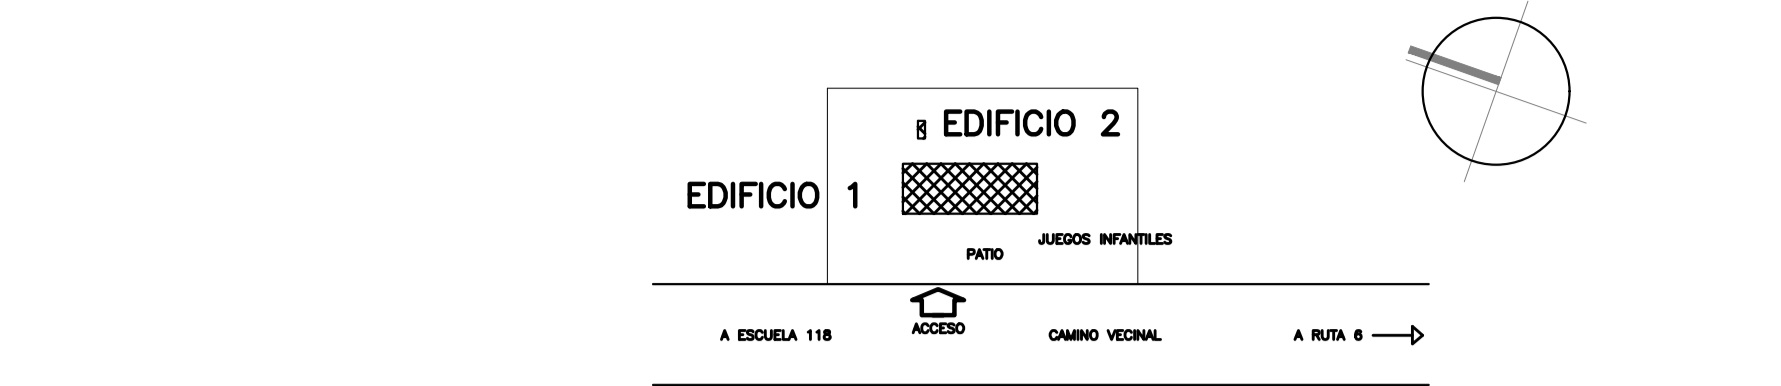 EDIFICIO 2
EDIFICIO 1
JUEGOS INFANTILES
PATIO
ACCESO
A ESCUELA 118
CAMINO VECINAL
A RUTA 6